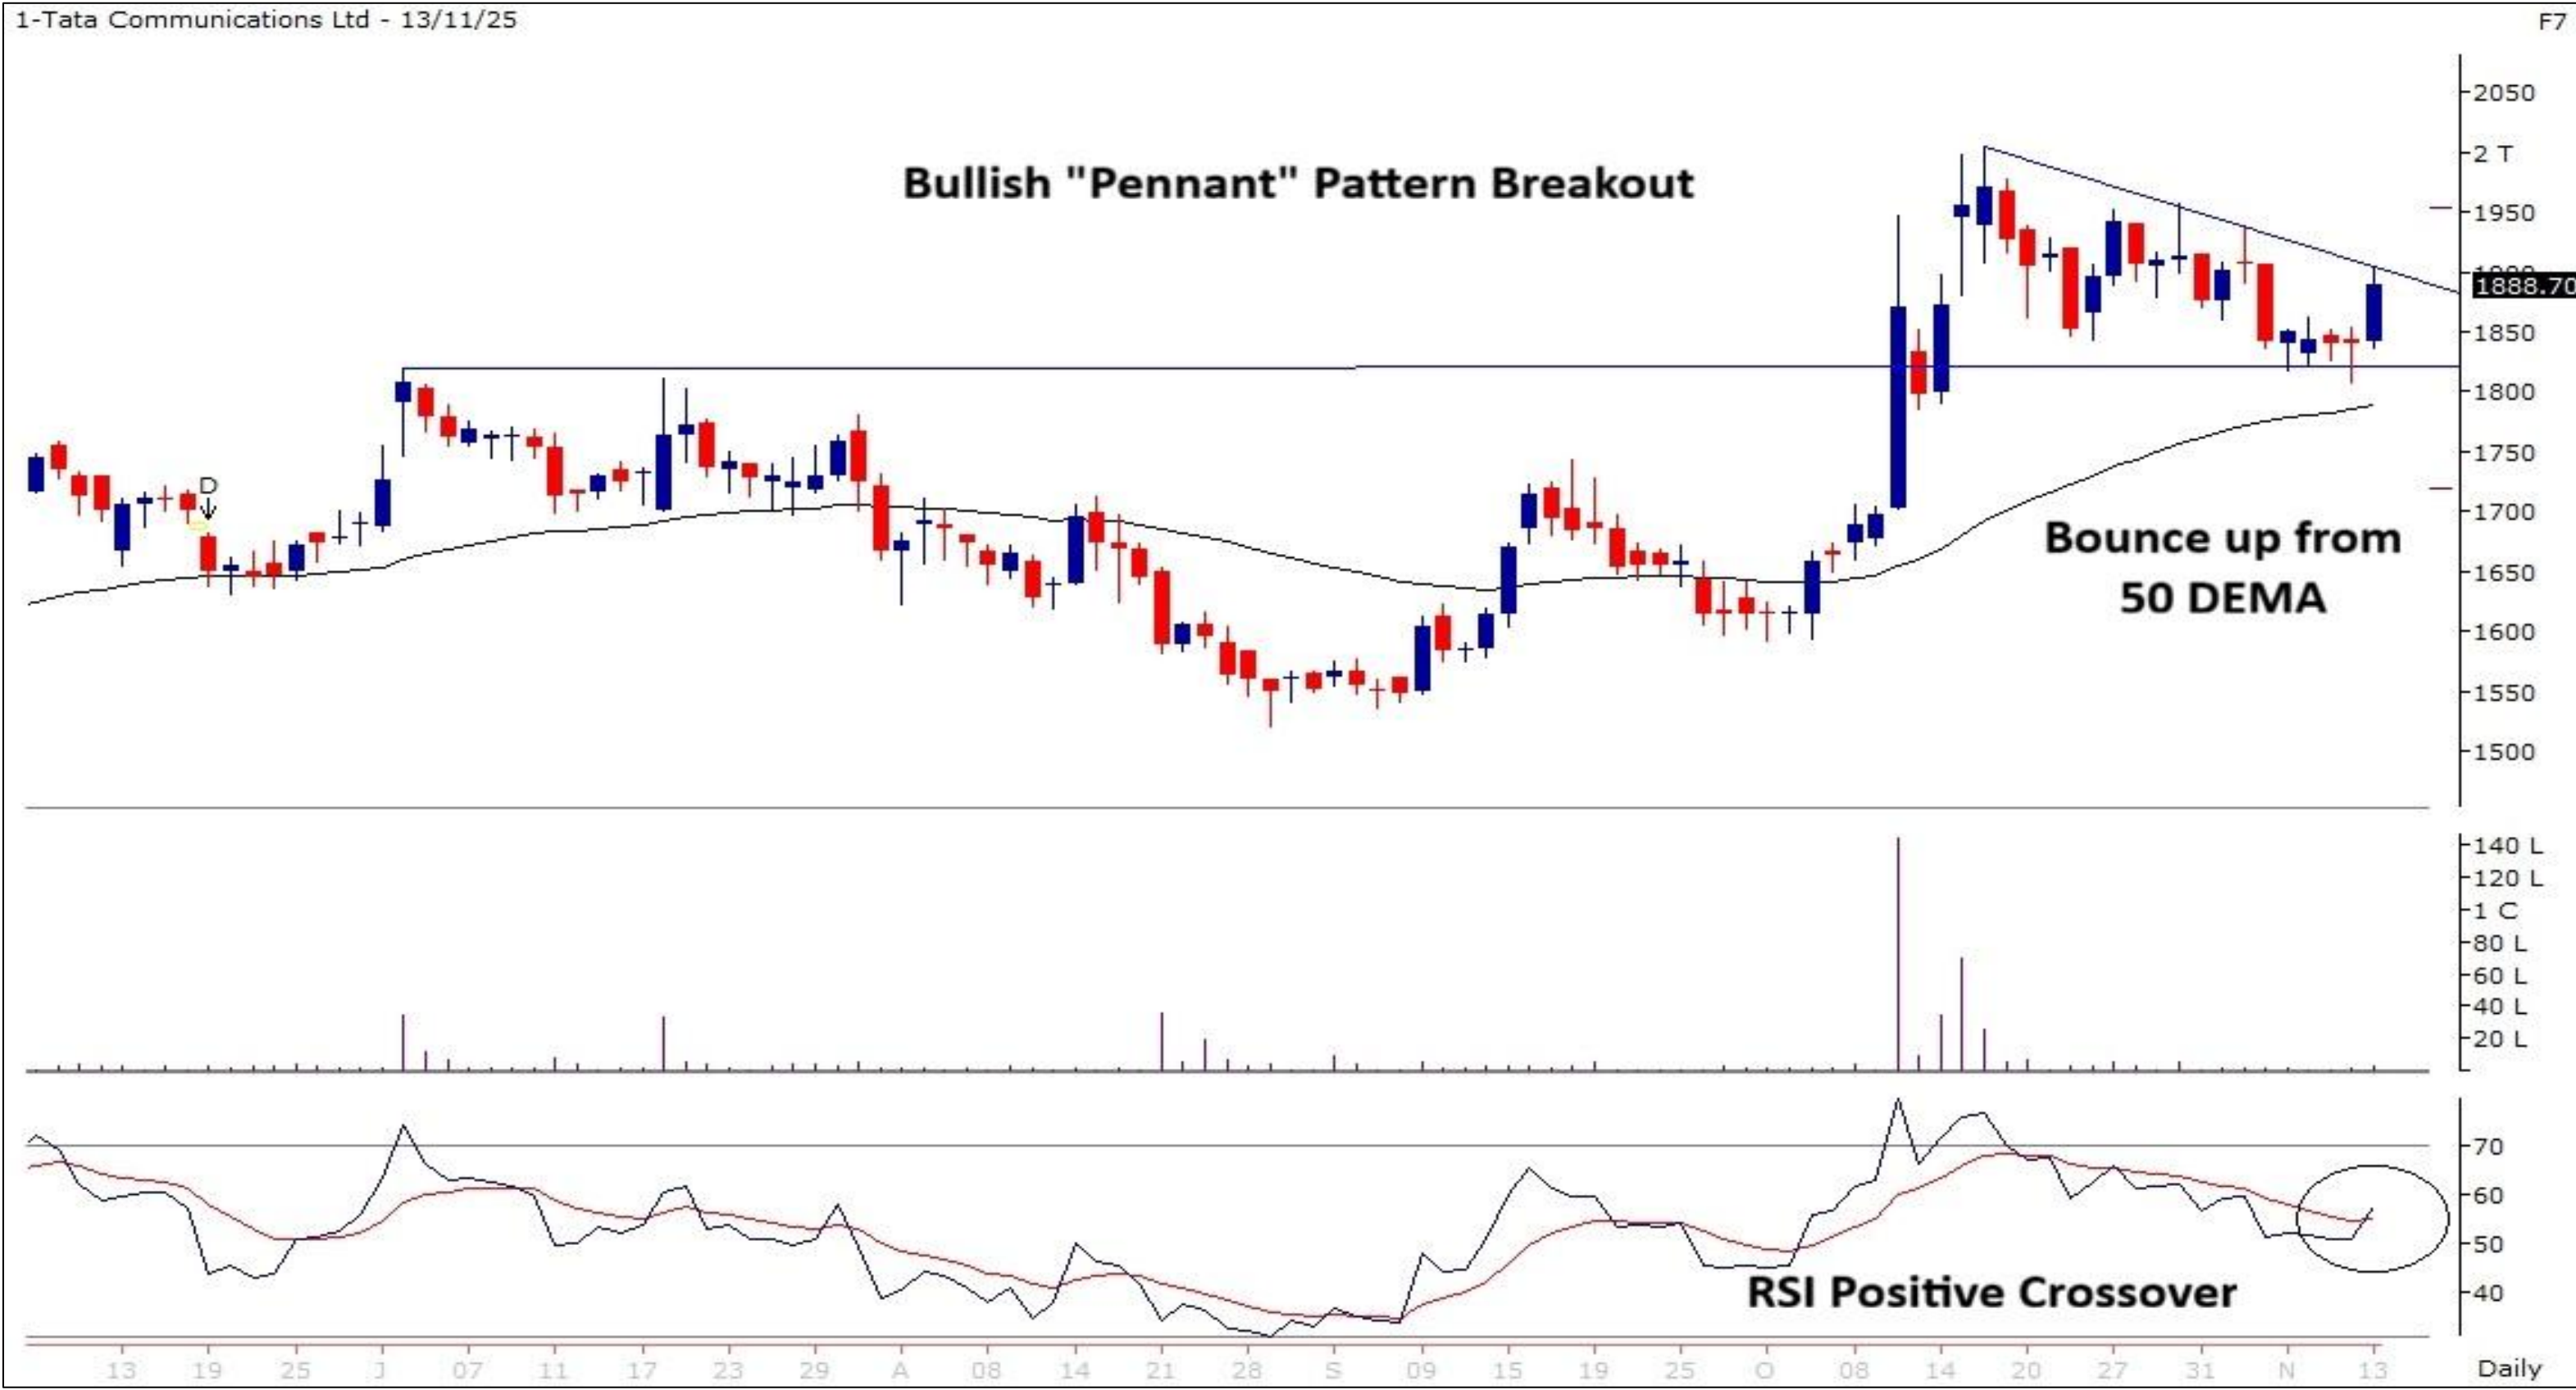 1-Tata Communications Ltd - 13/11/25
F7
Bullish "Pennant" Pattern Breakout
2050
2 T
1950
1900
1888.70
1850
1800
1750
1700
1650
1600
1550
1500
D
Bounce up from
50 DEMA
140 L
120 L
1 C
80 L
60 L
40 L
20 L
70
60
50
40
RSI Positive Crossover
13 19 25 J 07 11 17 23 29 A 08 14 21 28 S 09 15 19 25 O 08 14 20 27 31 N 13
Daily